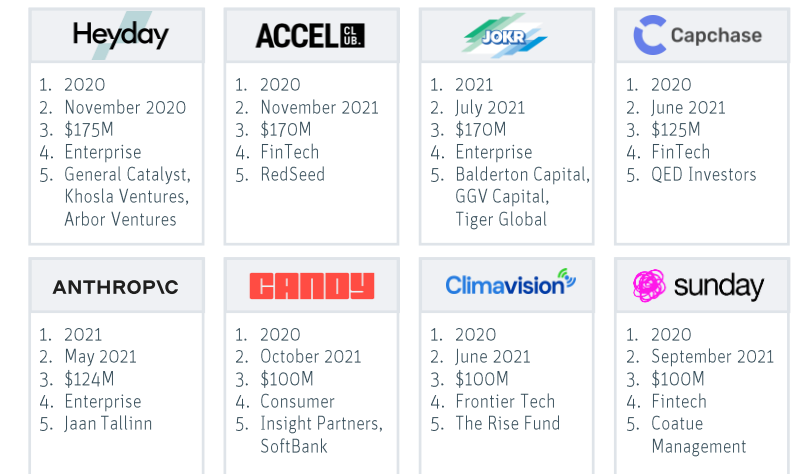 Heyday
1. 2020
2. November 2020
3. $175M
4. Enterprise
5. General Catalyst,
Khosla Ventures,
Arbor Ventures
ACCEL CLUB.
1. 2020
2. November 2021
3. $170M
4. FinTech
5. RedSeed
JOKR
1. 2021
2. July 2021
3. $170M
4. Enterprise
5. Balderton Capital,
GGV Capital,
Tiger Global
Capchase
1. 2020
2. June 2021
3. $125M
4. FinTech
5. QED Investors
ANTHROP\C
1. 2021
2. May 2021
3. $124M
4. Enterprise
5. Jaan Tallinn
CANDY
1. 2020
2. October 2021
3. $100M
4. Consumer
5. Insight Partners,
SoftBank
Climavision
1. 2020
2. June 2021
3. $100M
4. Frontier Tech
5. The Rise Fund
sunday
1. 2020
2. September 2021
3. $100M
4. Fintech
5. Coatue
Management